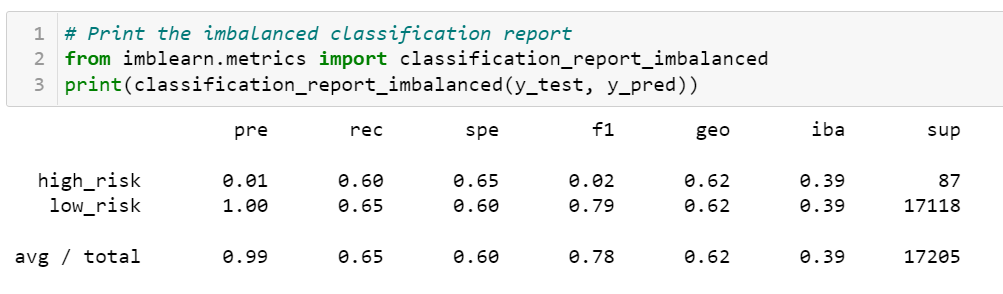 1 # Print the imbalanced classification report
2 from imblearn.metrics import classification_report_imbalanced
3 print(classification_report_imbalanced(y_test, y_pred))
pre rec spe f1 geo iba sup
high_risk 0.01 0.60 0.65 0.02 0.62 0.39 87
low_risk 1.00 0.65 0.60 0.79 0.62 0.39 17118
avg / total 0.99 0.65 0.60 0.78 0.62 0.39 17205